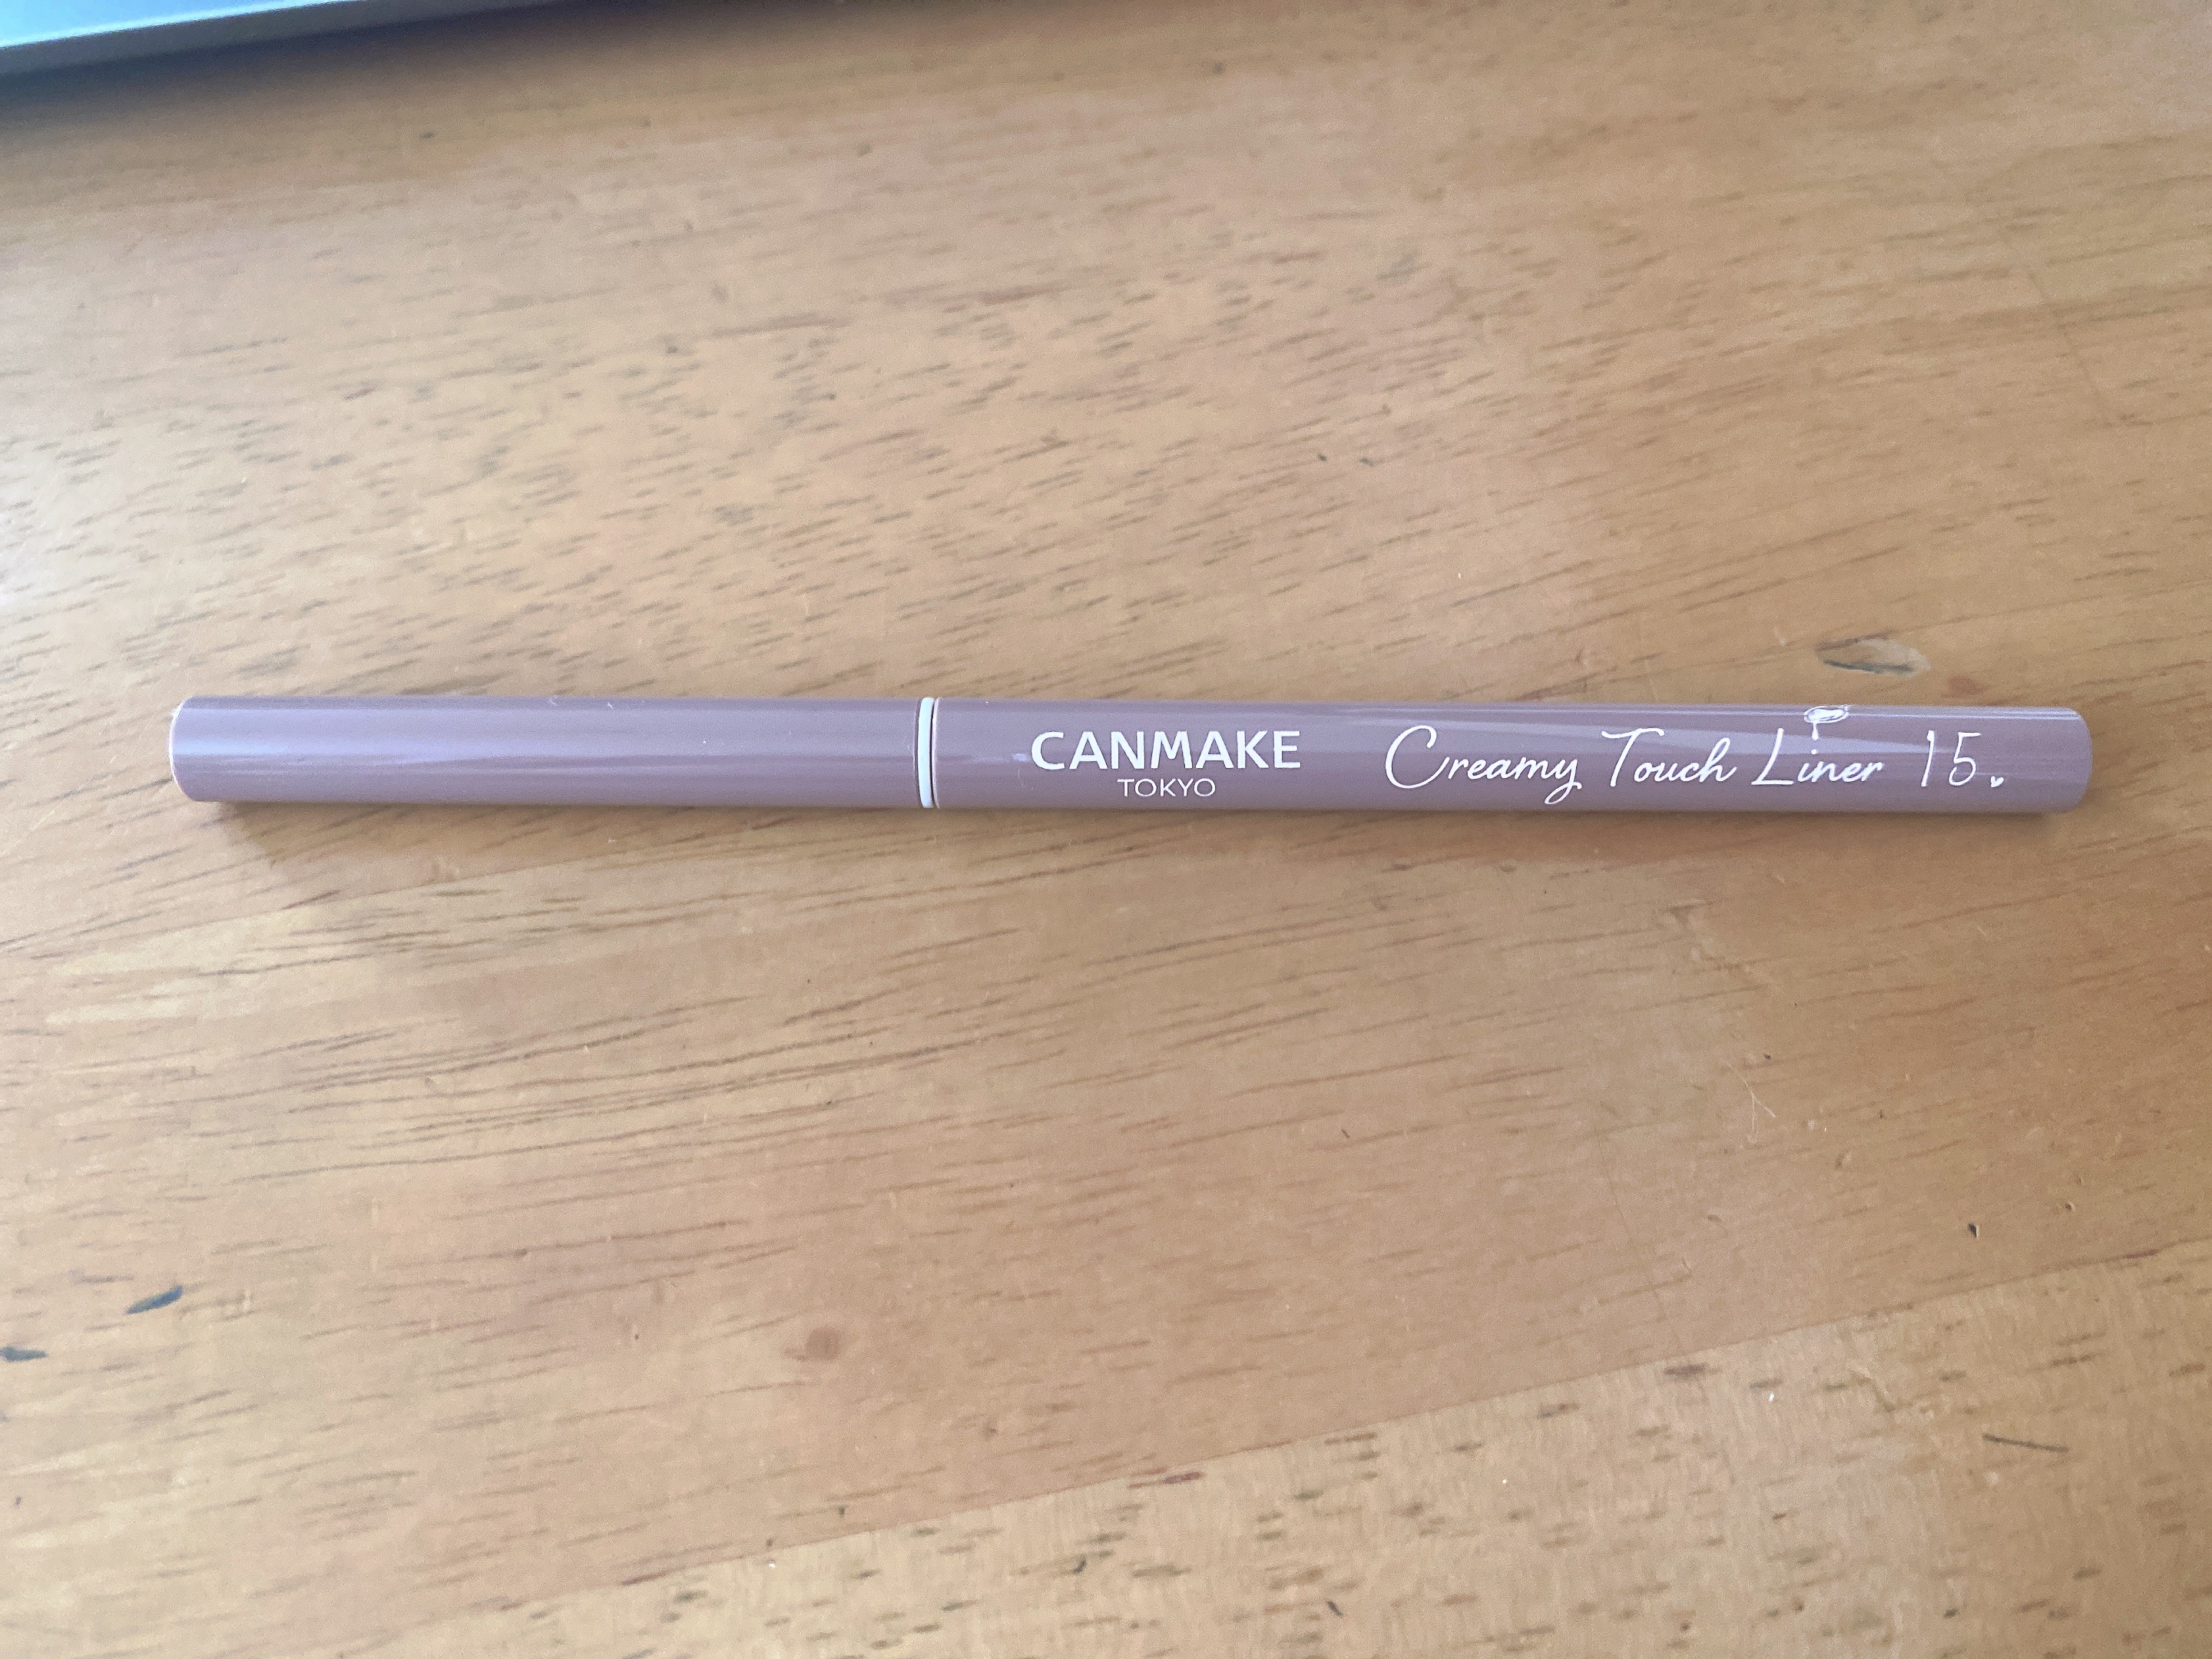 CANMAKE
TOKYO
Creamy Touch Liner 15.